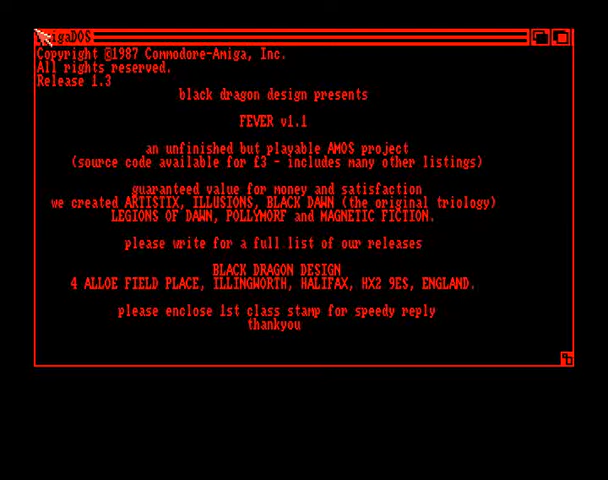 AmigaDOS
Copyright ©1987 Commodore-Amiga, Inc.
All rights reserved.
Release 1.3
black dragon design presents
FEVER v1.1
an unfinished but playable AMOS project
(source code available for £3 - includes many other listings)
guaranteed value for money and satisfaction
we created ARTISTIX, ILLUSIONS, BLACK DAWN (the original triology)
LEGIONS OF DAWN, POLLYMORF and MAGNETIC FICTION.
please write for a full list of our releases
BLACK DRAGON DESIGN
4 ALLOE FIELD PLACE, ILLINGWORTH, HALIFAX, HX2 9ES, ENGLAND.
please enclose 1st class stamp for speedy reply
thankyou